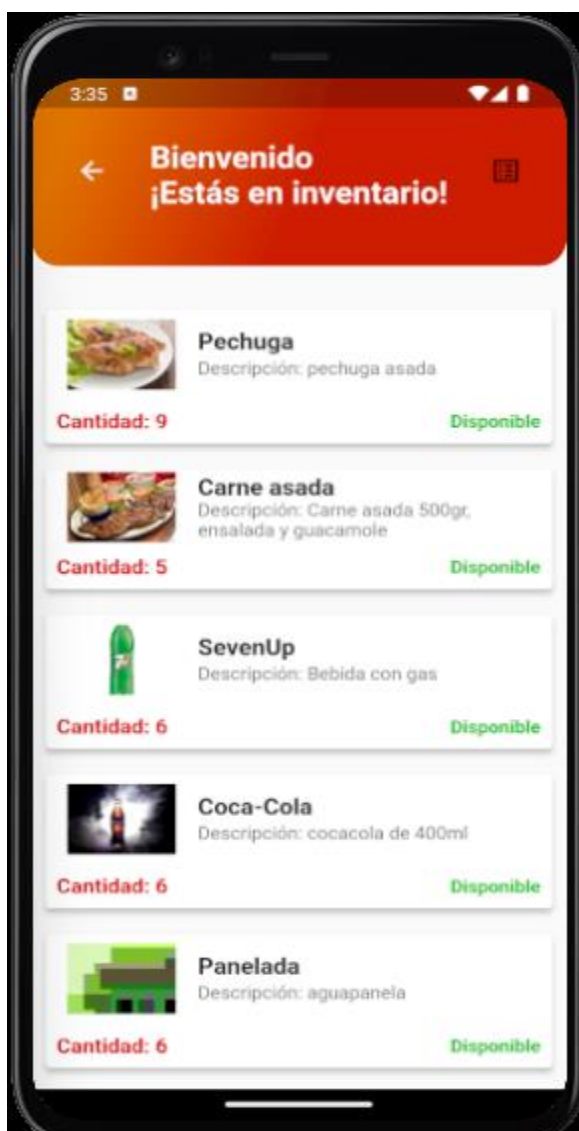 3:35
Bienvenido
¡Estás en inventario!
Pechuga
Descripción: pechuga asada
Cantidad: 9
Disponible
Carne asada
Descripción: Carne asada 500gr,
ensalada y guacamole
Cantidad: 5
Disponible
SevenUp
Descripción: Bebida con gas
Cantidad: 6
Disponible
Coca-Cola
Descripción: cocacola de 400ml
Cantidad: 6
Disponible
Panelada
Descripción: aguapanela
Cantidad: 6
Disponible